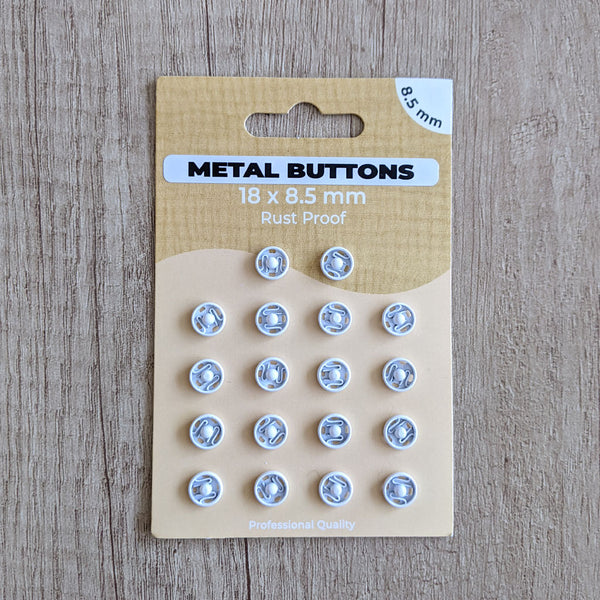 8.5 mm
METAL BUTTONS
18 x 8.5 mm
Rust Proof
Professional Quality